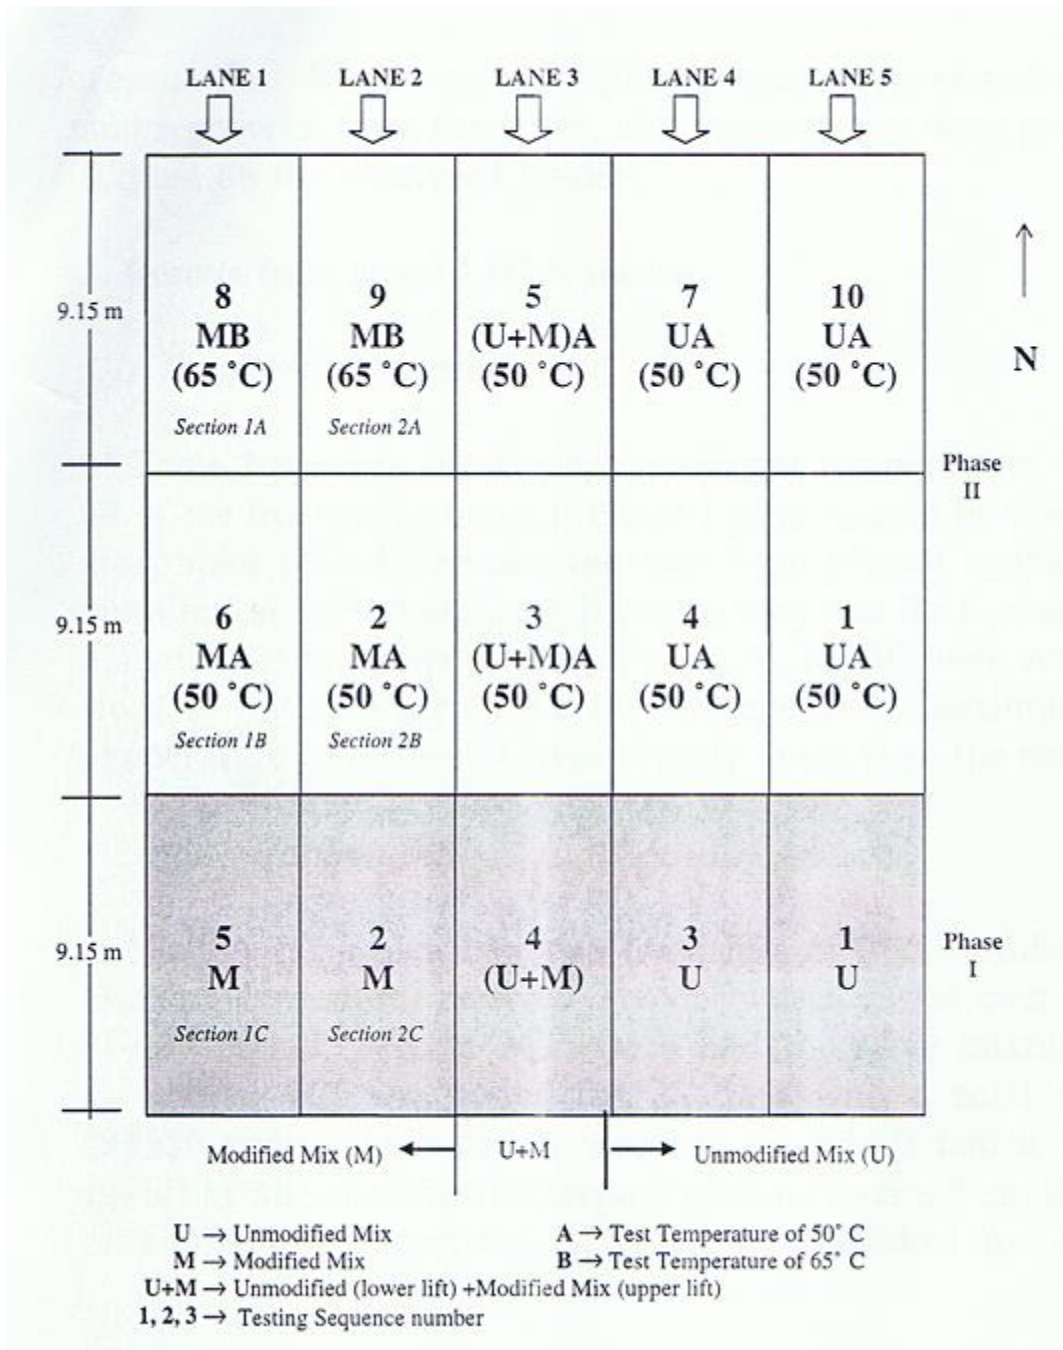 LANE 1 LANE 2 LANE 3 LANE 4 LANE 5
9.15 m
8
MB
(65 °C)
Section 1A
9
MB
(65 °C)
Section 2A
5
(U+M)A
(50 °C)
7
UA
(50 °C)
10
UA
(50 °C)
N
Phase
II
9.15 m
6
MA
(50 °C)
Section 1B
2
MA
(50 °C)
Section 2B
3
(U+M)A
(50 °C)
4
UA
(50 °C)
1
UA
(50 °C)
9.15 m
5
M
Section 1C
2
M
Section 2C
4
(U+M)
3
U
1
U
Phase
I
Modified Mix (M) ← U+M → Unmodified Mix (U)
U → Unmodified Mix
M → Modified Mix
U+M → Unmodified (lower lift) +Modified Mix (upper lift)
1, 2, 3 → Testing Sequence number
A → Test Temperature of 50° C
B → Test Temperature of 65° C